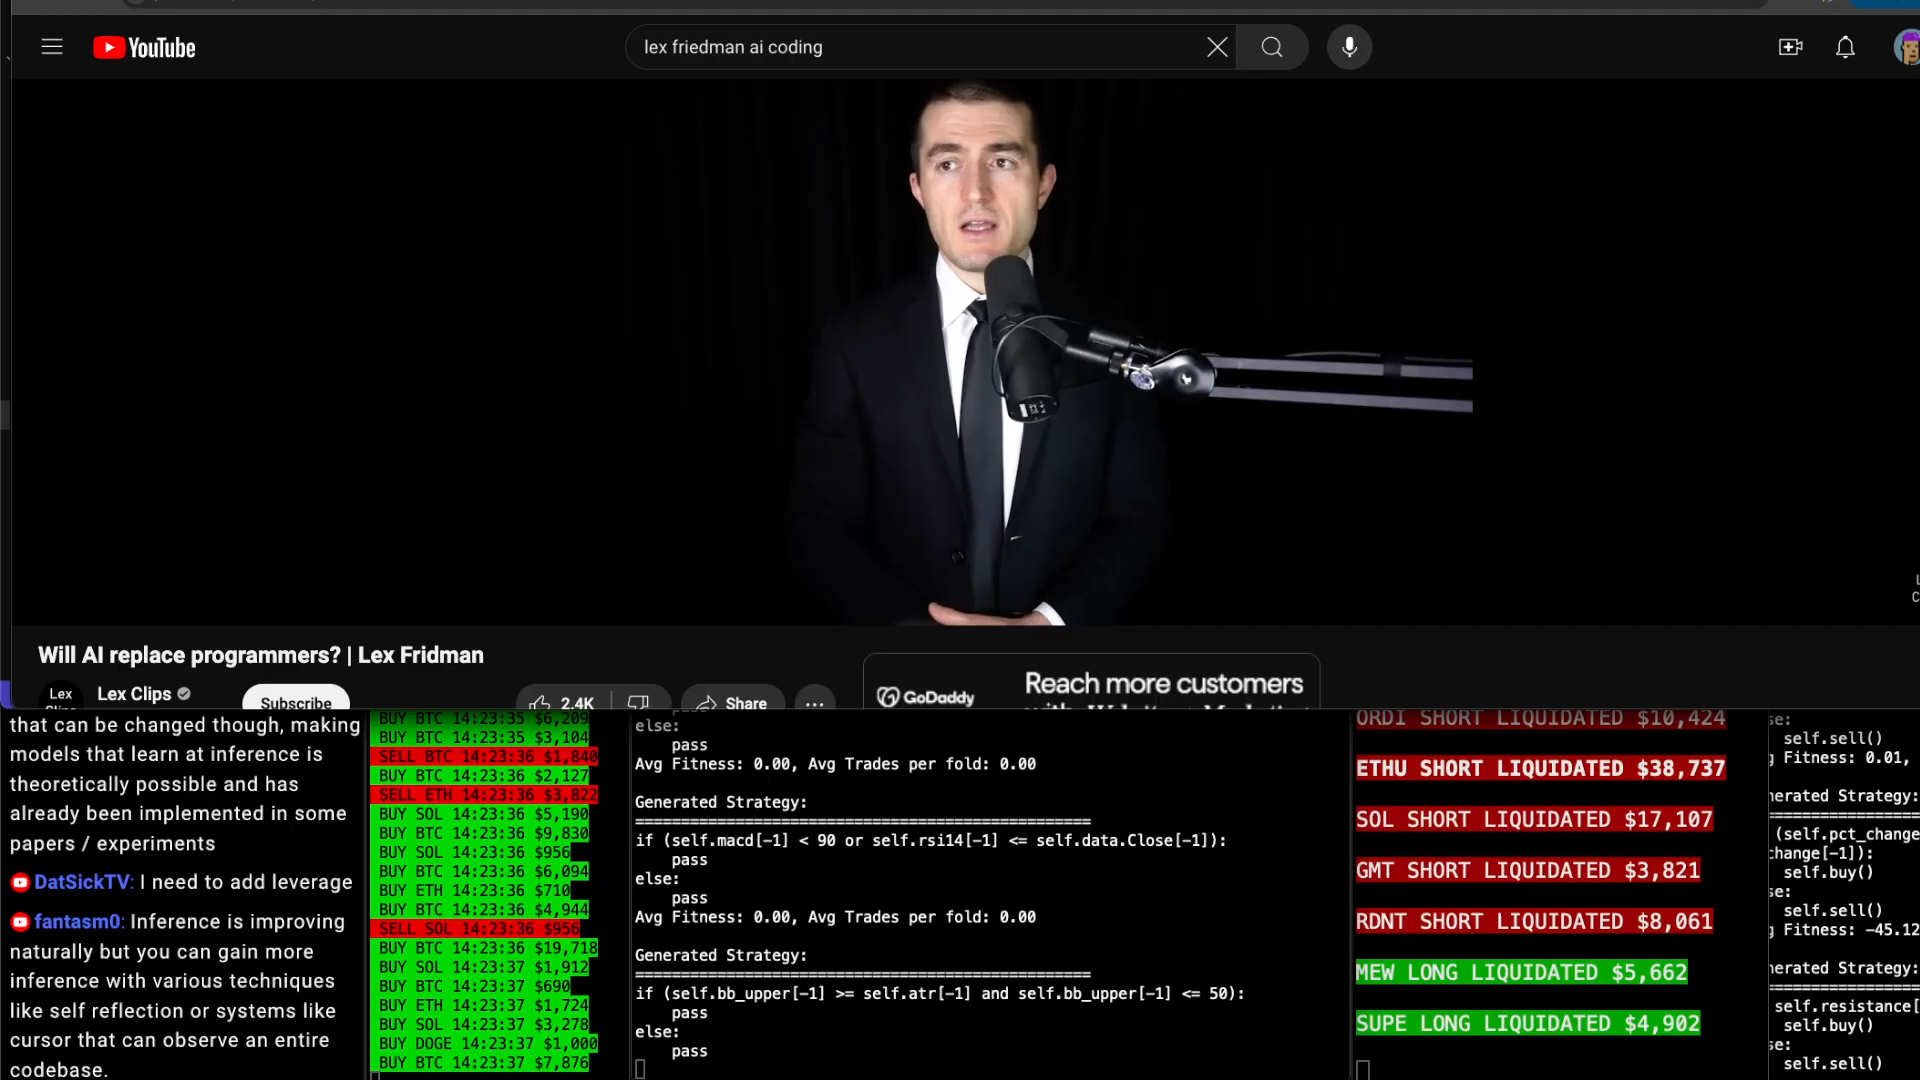 YouTube
lex friedman ai coding
Will AI replace programmers? | Lex Fridman
Lex
Lex Clips
Subscribe
2.4K
Share
GoDaddy
Reach more customers
that can be changed though, making
models that learn at inference is
theoretically possible and has
already been implemented in some
papers / experiments
DatSickTV: I need to add leverage
fantasm0: Inference is improving
naturally but you can gain more
inference with various techniques
like self reflection or systems like
cursor that can observe an entire
codebase.
BUY BTC 14:23:35 $6,209
BUY BTC 14:23:35 $3,104
SELL BTC 14:23:36 $1,840
BUY BTC 14:23:36 $2,127
SELL ETH 14:23:36 $3,822
BUY SOL 14:23:36 $5,190
BUY BTC 14:23:36 $9,830
BUY SOL 14:23:36 $956
BUY BTC 14:23:36 $6,094
BUY ETH 14:23:36 $710
BUY BTC 14:23:36 $4,944
SELL SOL 14:23:36 $956
BUY BTC 14:23:36 $19,718
BUY SOL 14:23:37 $1,912
BUY BTC 14:23:37 $690
BUY ETH 14:23:37 $1,724
BUY SOL 14:23:37 $3,278
BUY DOGE 14:23:37 $1,000
BUY BTC 14:23:37 $7,876
else:
pass
Avg Fitness: 0.00, Avg Trades per fold: 0.00
Generated Strategy:
==================================================
if (self.macd[-1] < 90 or self.rsi14[-1] <= self.data.Close[-1]):
pass
else:
pass
Avg Fitness: 0.00, Avg Trades per fold: 0.00
Generated Strategy:
==================================================
if (self.bb_upper[-1] >= self.atr[-1] and self.bb_upper[-1] <= 50):
pass
else:
pass
ORDI SHORT LIQUIDATED $10,424
ETHU SHORT LIQUIDATED $38,737
SOL SHORT LIQUIDATED $17,107
GMT SHORT LIQUIDATED $3,821
RDNT SHORT LIQUIDATED $8,061
MEW LONG LIQUIDATED $5,662
SUPE LONG LIQUIDATED $4,902
se:
self.sell()
g Fitness: 0.01,
nerated Strategy:
(self.pct_change
change[-1]):
self.buy()
se:
self.sell()
g Fitness: -45.12
nerated Strategy:
self.resistance[
self.buy()
se:
self.sell()